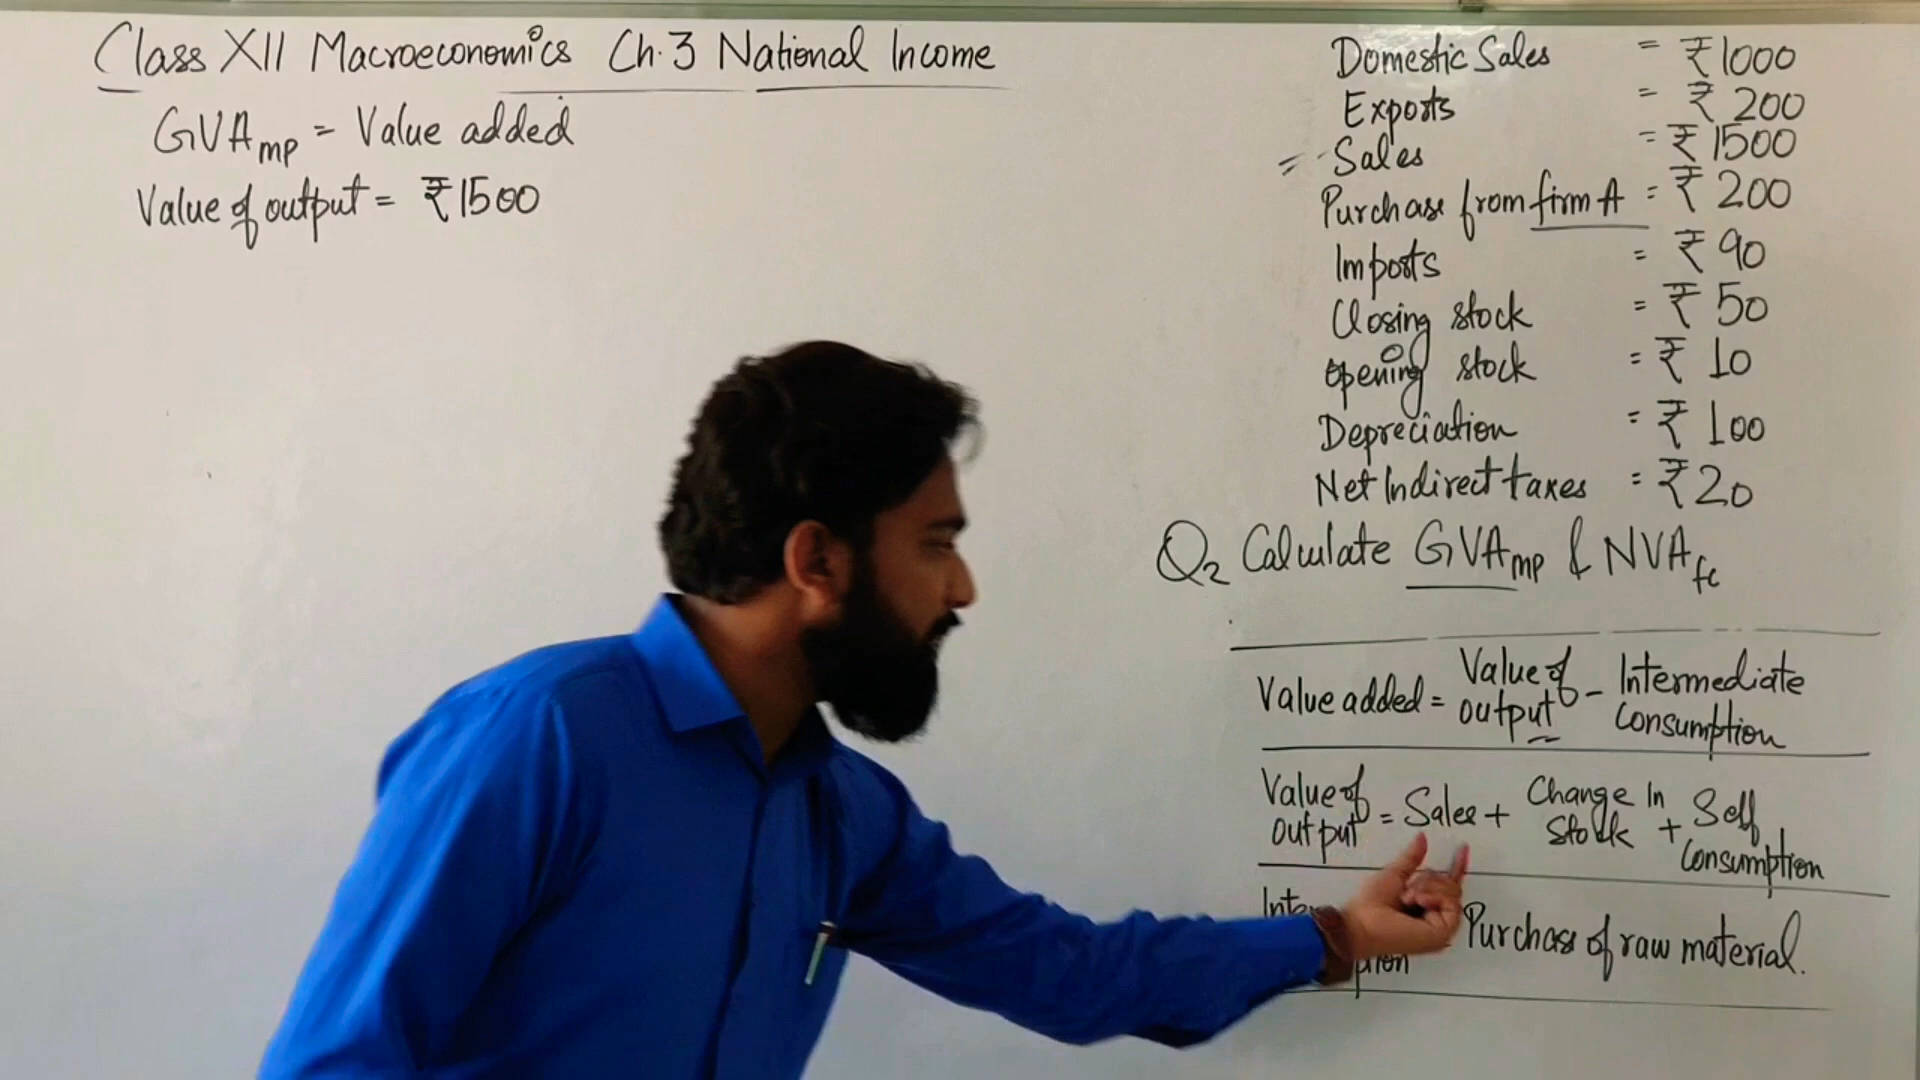 Class XII Macroeconomics Ch.3 National Income
GVAmp = Value added
Value of output = ₹1500
Domestic Sales = ₹1000
Exports = ₹ 200
Sales = ₹1500
Purchase from firm A = ₹ 200
Imports = ₹ 90
Closing stock = ₹ 50
Opening stock = ₹ 10
Depreciation = ₹ 100
Net Indirect taxes = ₹20
Q2 Calculate GVAmp & NVAfc
Value added = Value of output - Intermediate Consumption
Value of output = Sales + Change In Stock + Self Consumption
Purchase of raw material.